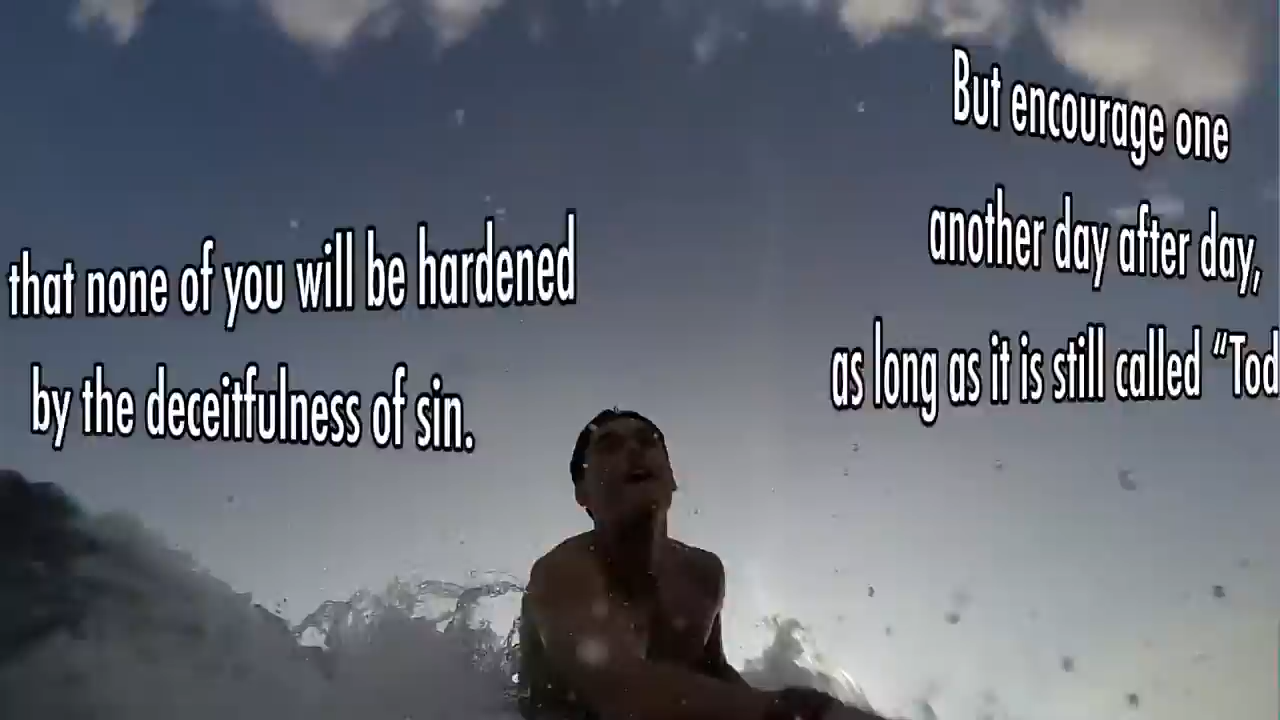 But encourage one
another day after day,
as long as it is still called “Tod
that none of you will be hardened
by the deceitfulness of sin.